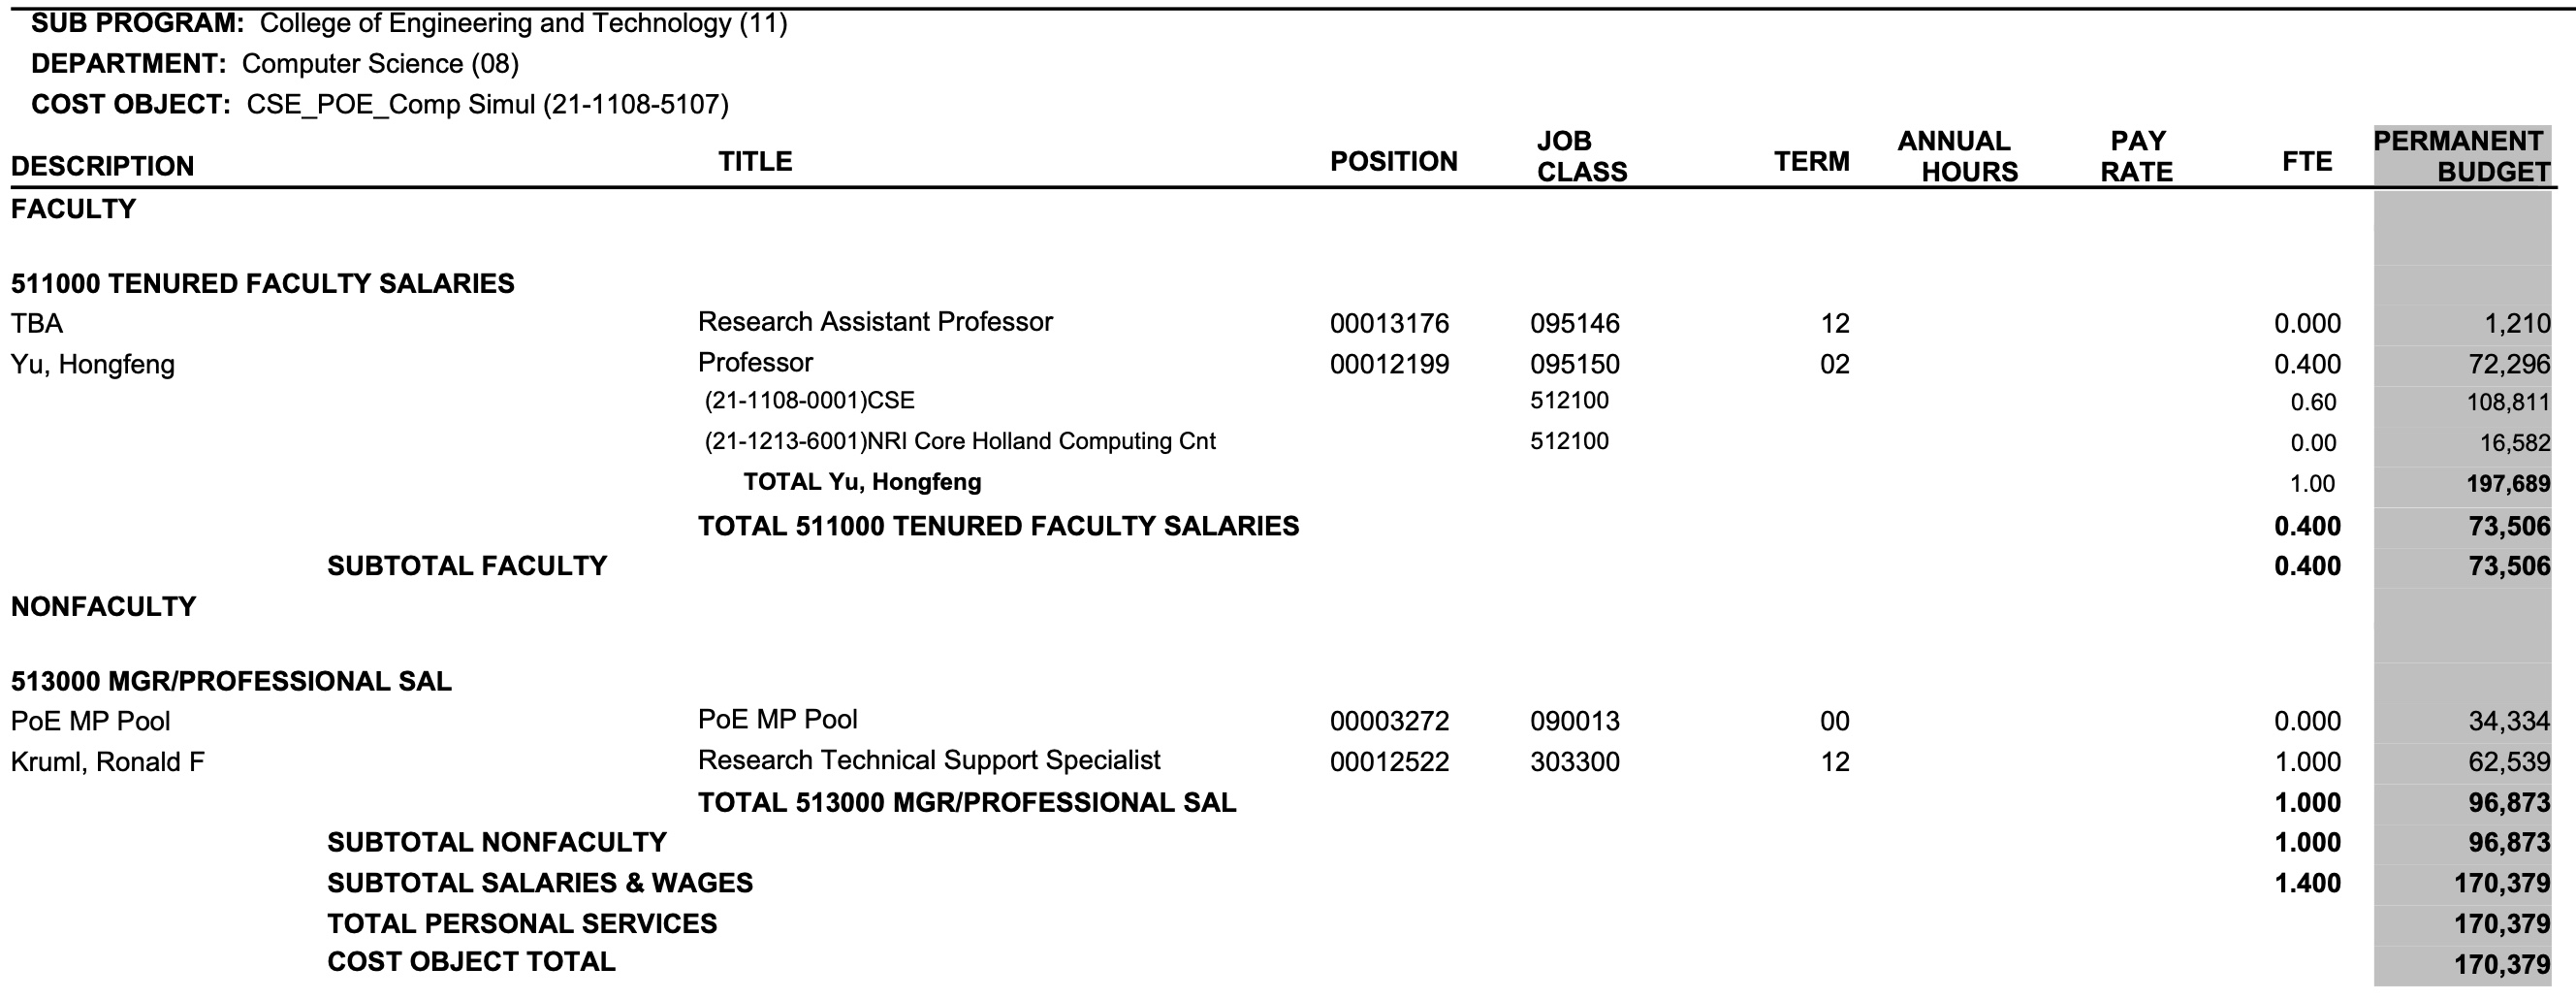 SUB PROGRAM: College of Engineering and Technology (11)
DEPARTMENT: Computer Science (08)
COST OBJECT: CSE_POE_Comp Simul (21-1108-5107)
DESCRIPTION TITLE POSITION JOB CLASS TERM ANNUAL HOURS PAY RATE FTE PERMANENT BUDGET
FACULTY
511000 TENURED FACULTY SALARIES
TBA Research Assistant Professor 00013176 095146 12 0.000 1,210
Yu, Hongfeng Professor 00012199 095150 02 0.400 72,296
(21-1108-0001)CSE 512100 0.60 108,811
(21-1213-6001)NRI Core Holland Computing Cnt 512100 0.00 16,582
TOTAL Yu, Hongfeng 1.00 197,689
TOTAL 511000 TENURED FACULTY SALARIES 0.400 73,506
SUBTOTAL FACULTY 0.400 73,506
NONFACULTY
513000 MGR/PROFESSIONAL SAL
PoE MP Pool PoE MP Pool 00003272 090013 00 0.000 34,334
Kruml, Ronald F Research Technical Support Specialist 00012522 303300 12 1.000 62,539
TOTAL 513000 MGR/PROFESSIONAL SAL 1.000 96,873
SUBTOTAL NONFACULTY 1.000 96,873
SUBTOTAL SALARIES & WAGES 1.400 170,379
TOTAL PERSONAL SERVICES 170,379
COST OBJECT TOTAL 170,379